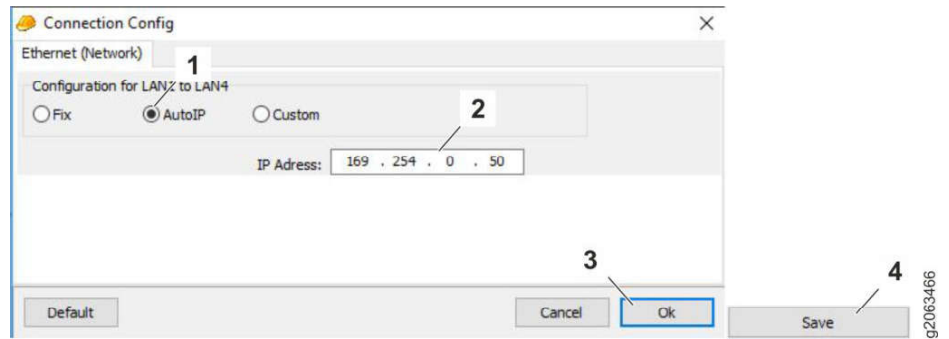 Connection Config
Ethernet (Network)
1
Configuration for LAN1 to LAN4
Fix AutoIP Custom
2
IP Adress: 169 . 254 . 0 . 50
3
4
Default Cancel Ok Save
g2063466